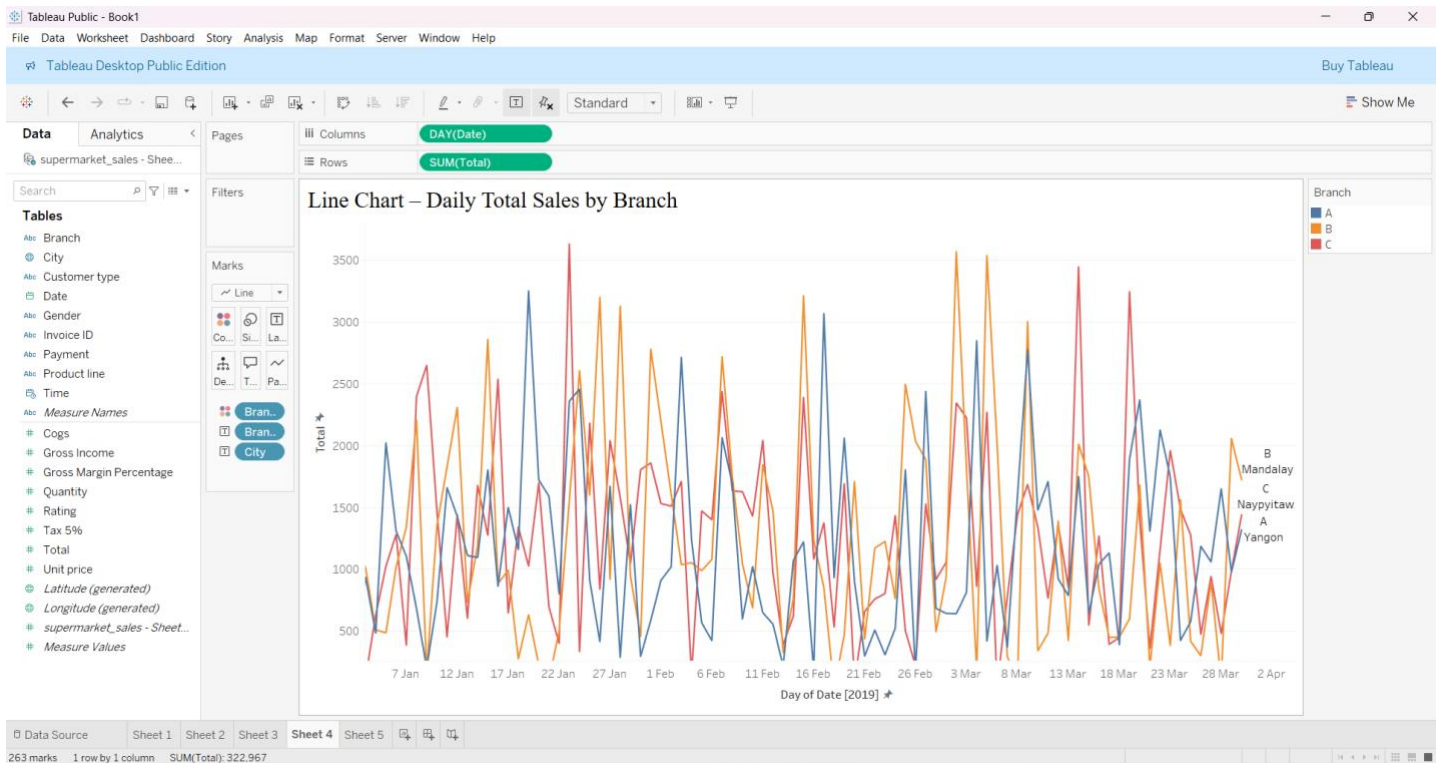 Tableau Public - Book1
File Data Worksheet Dashboard Story Analysis Map Format Server Window Help
Tableau Desktop Public Edition Buy Tableau
Standard Show Me
Data Analytics Pages Columns DAY(Date)
supermarket_sales - Shee... Rows SUM(Total)
Search
Filters
Tables
Abc Branch
City
Abc Customer type
Date
Abc Gender
Abc Invoice ID
Abc Payment
Abc Product line
Time
Abc Measure Names
# Cogs
# Gross Income
# Gross Margin Percentage
# Quantity
# Rating
# Tax 5%
# Total
# Unit price
Latitude (generated)
Longitude (generated)
# supermarket_sales - Sheet...
# Measure Values
Marks
Line
Co... Si... La...
De... T... Pa...
Bran..
Bran..
City
Line Chart – Daily Total Sales by Branch
3500
3000
2500
2000
1500
1000
500
Total
7 Jan 12 Jan 17 Jan 22 Jan 27 Jan 1 Feb 6 Feb 11 Feb 16 Feb 21 Feb 26 Feb 3 Mar 8 Mar 13 Mar 18 Mar 23 Mar 28 Mar 2 Apr
Day of Date [2019]
B
Mandalay
C
Naypyitaw
A
Yangon
Branch
A
B
C
Data Source Sheet 1 Sheet 2 Sheet 3 Sheet 4 Sheet 5
263 marks 1 row by 1 column SUM(Total): 322,967